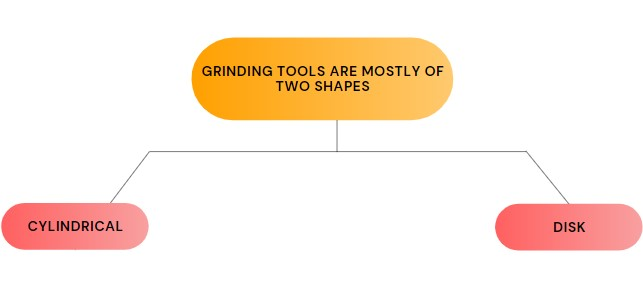 GRINDING TOOLS ARE MOSTLY OF
TWO SHAPES
CYLINDRICAL
DISK